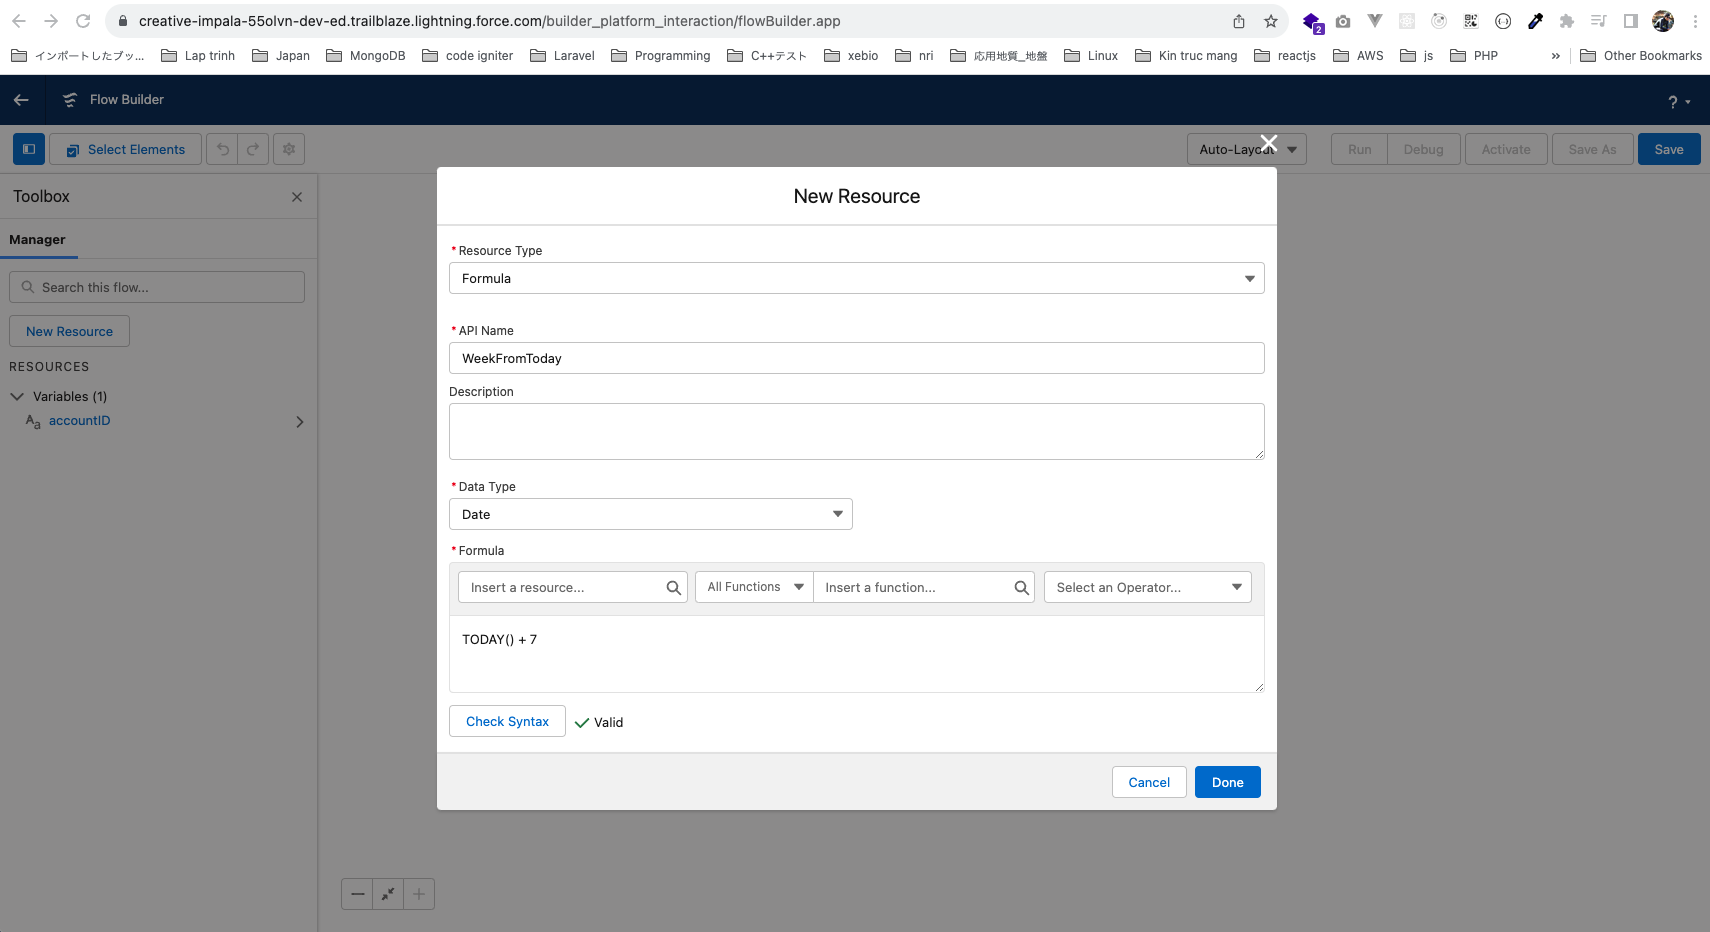 creative-impala-55olvn-dev-ed.trailblaze.lightning.force.com/builder_platform_interaction/flowBuilder.app
2
インポートしたブッ... Lap trinh Japan MongoDB code igniter Laravel Programming C++テスト xebio nri 応用地質_地盤 Linux Kien truc mang reactjs AWS js PHP » Other Bookmarks
Flow Builder
?
Select Elements
Auto-Layout
Run Debug Activate Save As Save
Toolbox
Manager
Search this flow...
New Resource
RESOURCES
Variables (1)
Aa accountID
New Resource
* Resource Type
Formula
* API Name
WeekFromToday
Description
* Data Type
Date
* Formula
Insert a resource... All Functions Insert a function... Select an Operator...
TODAY() + 7
Check Syntax Valid
Cancel Done